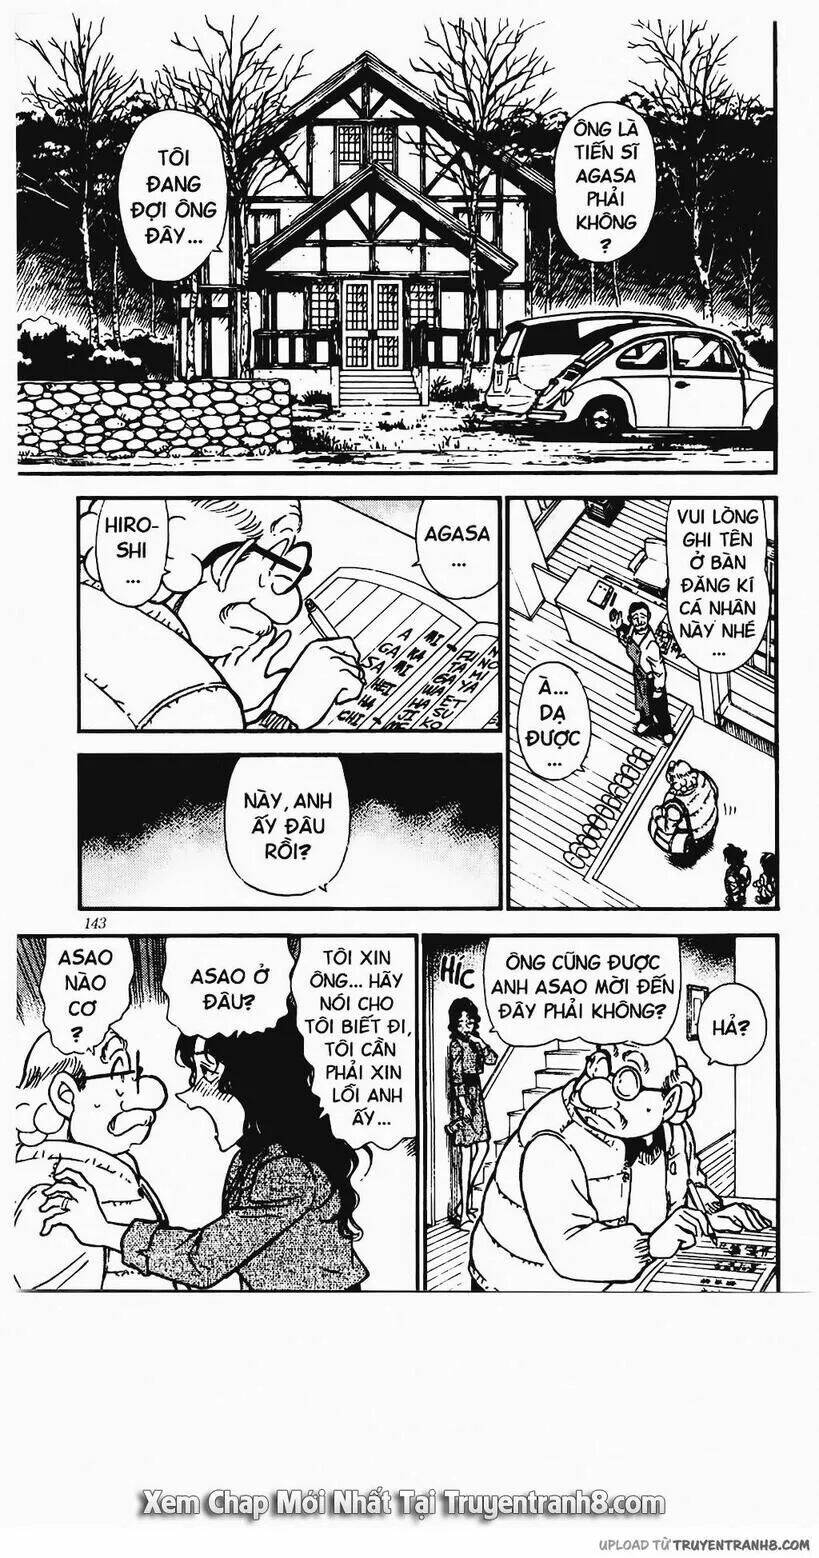 ÔNG LÀ
TIẾN SĨ
AGASA
PHẢI
KHÔNG
?
TÔI
ĐANG
ĐỢI ÔNG
ĐÂY...
VUI LÒNG
GHI TÊN
Ở BÀN
ĐĂNG KÍ
CÁ NHÂN
NÀY NHÉ
...
À...
DẠ
ĐƯỢC
...
AGASA
...
HIRO-
SHI
...
NÀY, ANH
ẤY ĐÂU
RỒI?
143
HÍC
ÔNG CŨNG ĐƯỢC
ANH ASAO MỜI ĐẾN
ĐÂY PHẢI KHÔNG?
HẢ?
TÔI XIN
ÔNG... HÃY
NÓI CHO
TÔI BIẾT ĐI,
TÔI CẦN
PHẢI XIN
LỖI ANH
ẤY...
ASAO Ở
ĐÂU?
ASAO
NÀO
CƠ
?
Xem Chap Mới Nhất Tại Truyentranh8.com
UPLOAD TỪ TRUYENTRANH8.COM